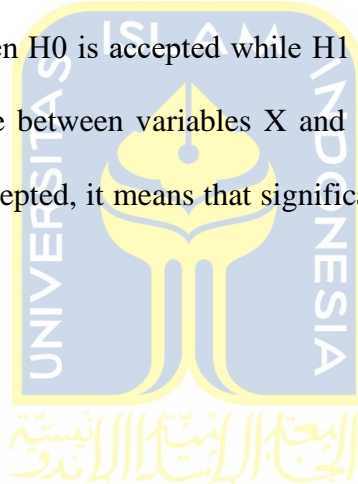 en H0 is accepted while H1
e between variables X and
epted, it means that significa
UNIVERSITAS
ISLAM
INDONESIA